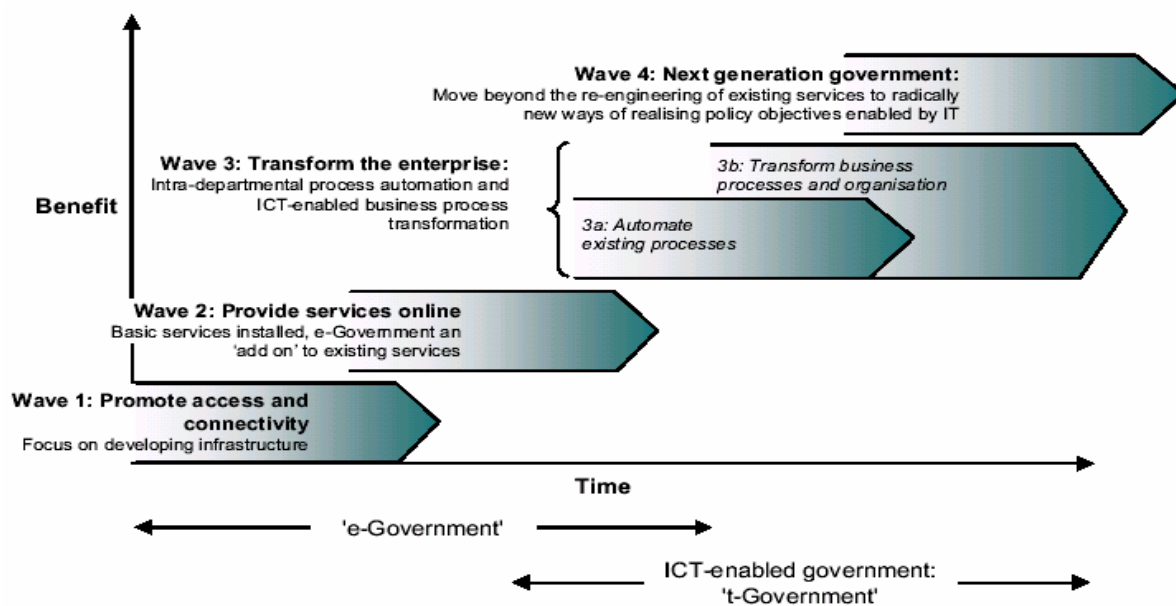 Wave 4: Next generation government:
Move beyond the re-engineering of existing services to radically
new ways of realising policy objectives enabled by IT
Wave 3: Transform the enterprise:
Intra-departmental process automation and
ICT-enabled business process
transformation
3b: Transform business
processes and organisation
3a: Automate
existing processes
Benefit
Wave 2: Provide services online
Basic services installed, e-Government an
'add on' to existing services
Wave 1: Promote access and
connectivity
Focus on developing infrastructure
Time
'e-Government'
ICT-enabled government:
't-Government'